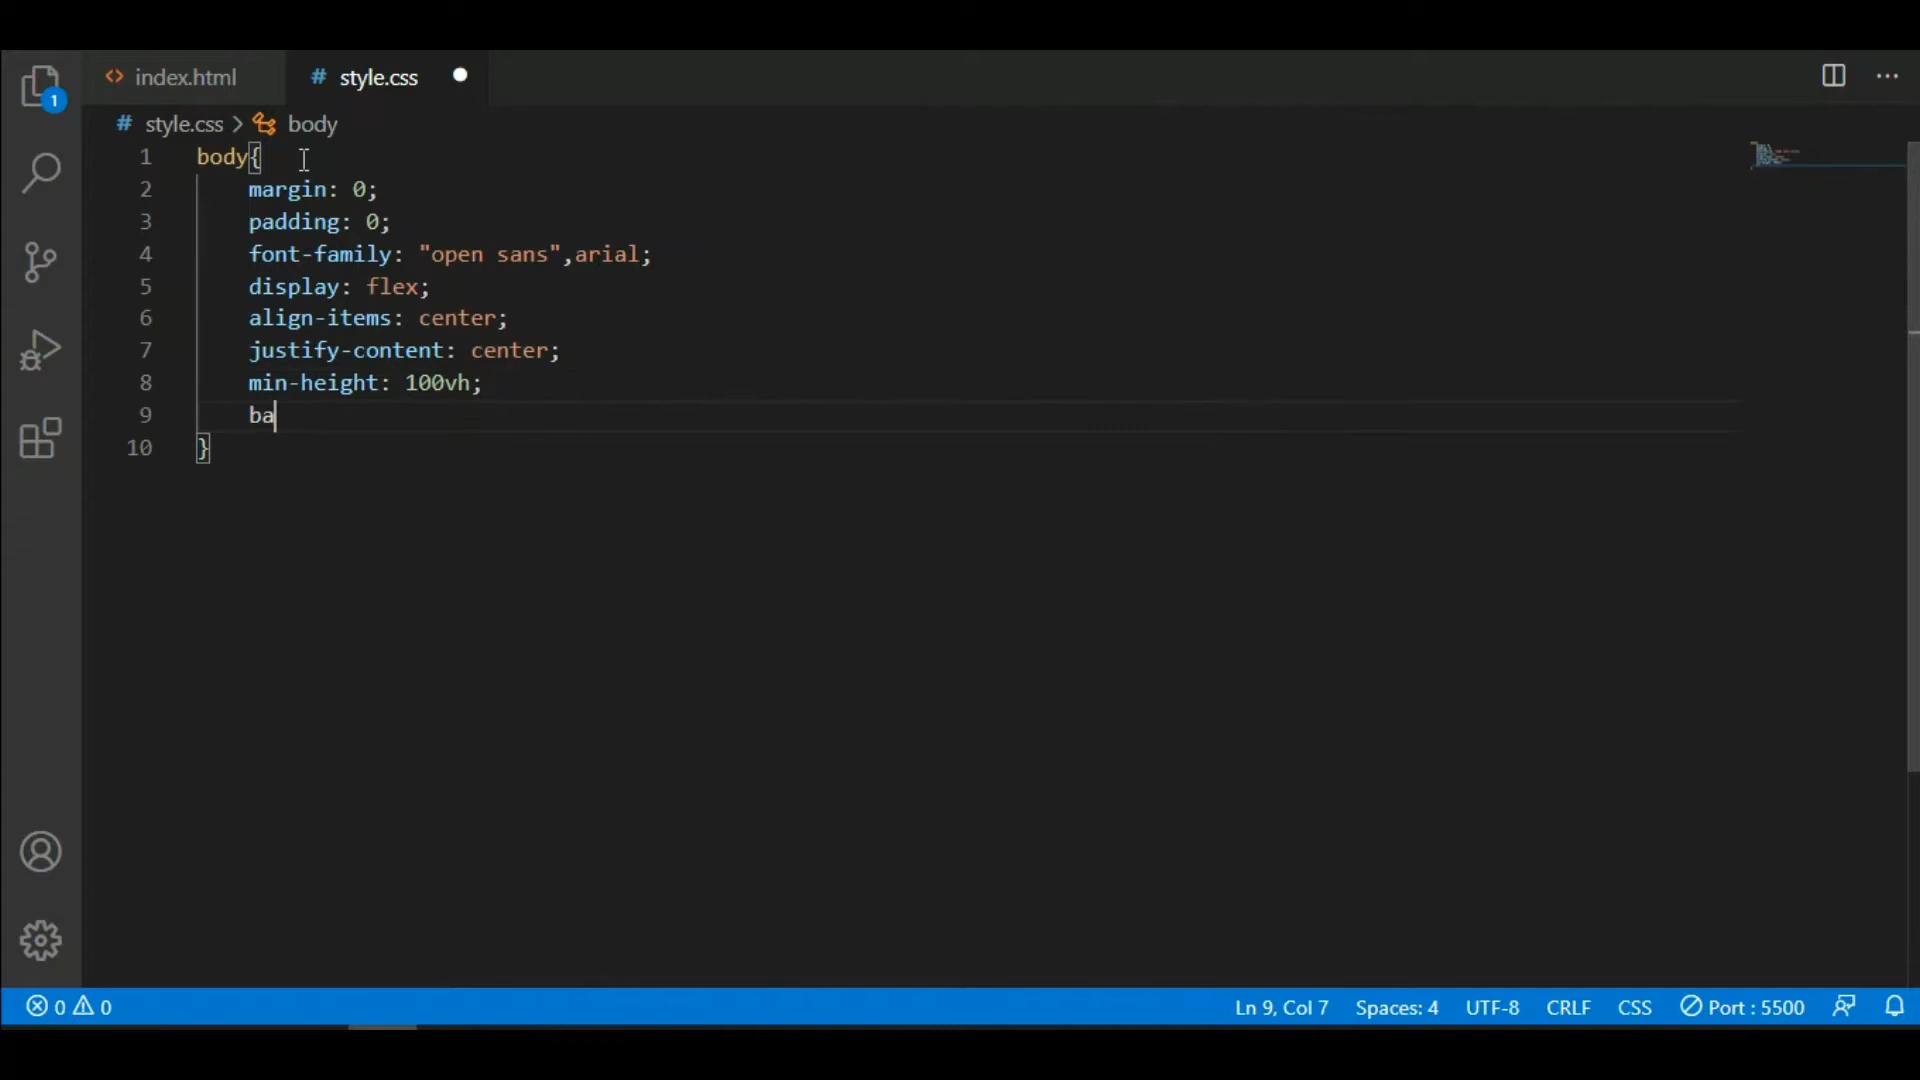 index.html
style.css
style.css > body
1 body{
2 margin: 0;
3 padding: 0;
4 font-family: "open sans",arial;
5 display: flex;
6 align-items: center;
7 justify-content: center;
8 min-height: 100vh;
9 ba
10 }
1
0 0 Ln 9, Col 7 Spaces: 4 UTF-8 CRLF CSS Port : 5500